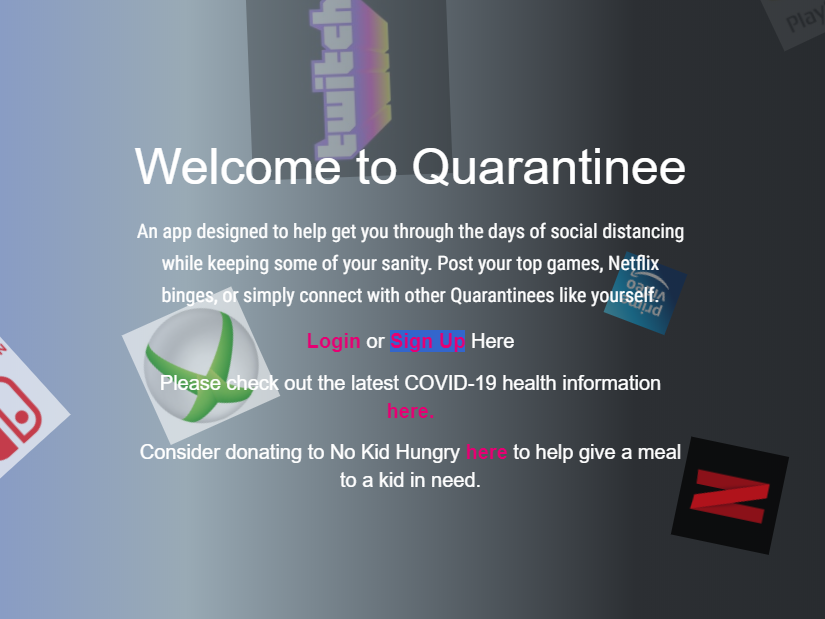 twitch
Play
Welcome to Quarantinee
An app designed to help get you through the days of social distancing
while keeping some of your sanity. Post your top games, Netflix
binges, or simply connect with other Quarantinees like yourself.
prime
video
Login or Sign Up Here
Please check out the latest COVID-19 health information
here.
Consider donating to No Kid Hungry here to help give a meal
to a kid in need.
N